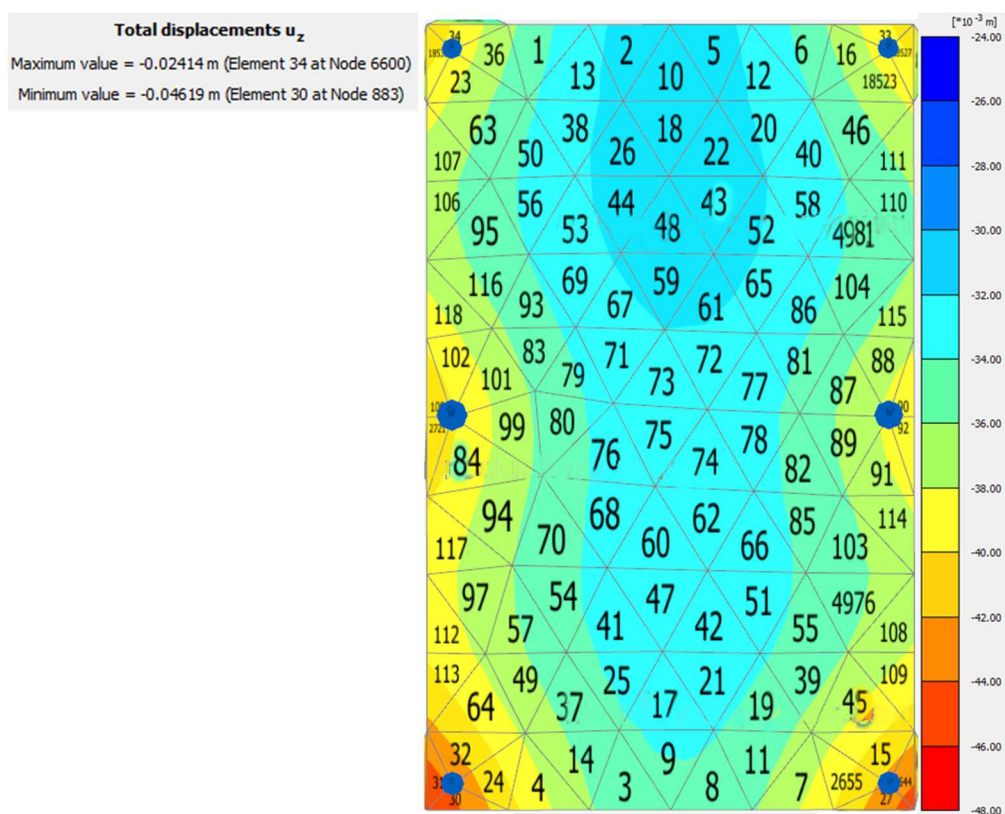 Total displacements uz
Maximum value = -0.02414 m (Element 34 at Node 6600)
Minimum value = -0.04619 m (Element 30 at Node 883)
[*10⁻³ m]
-24.00
-26.00
-28.00
-30.00
-32.00
-34.00
-36.00
-38.00
-40.00
-42.00
-44.00
-46.00
-48.00
34 36 1 2 5 6 16 33
23 13 10 12 18523
63 38 18 20 46
107 50 26 22 40 111
106 56 44 43 58 110
95 53 48 52 4981
116 69 59 65 104
118 93 67 61 86 115
102 83 71 72 81 88
101 79 73 77 87
99 80 75 78 89 92
84 76 74 82 91
94 68 62 85 114
117 70 60 66 103
97 54 47 51 4976
112 57 41 42 55 108
113 49 25 21 39 109
64 37 17 19 45
32 14 9 11 15
31 24 4 3 8 7 2655
30 27